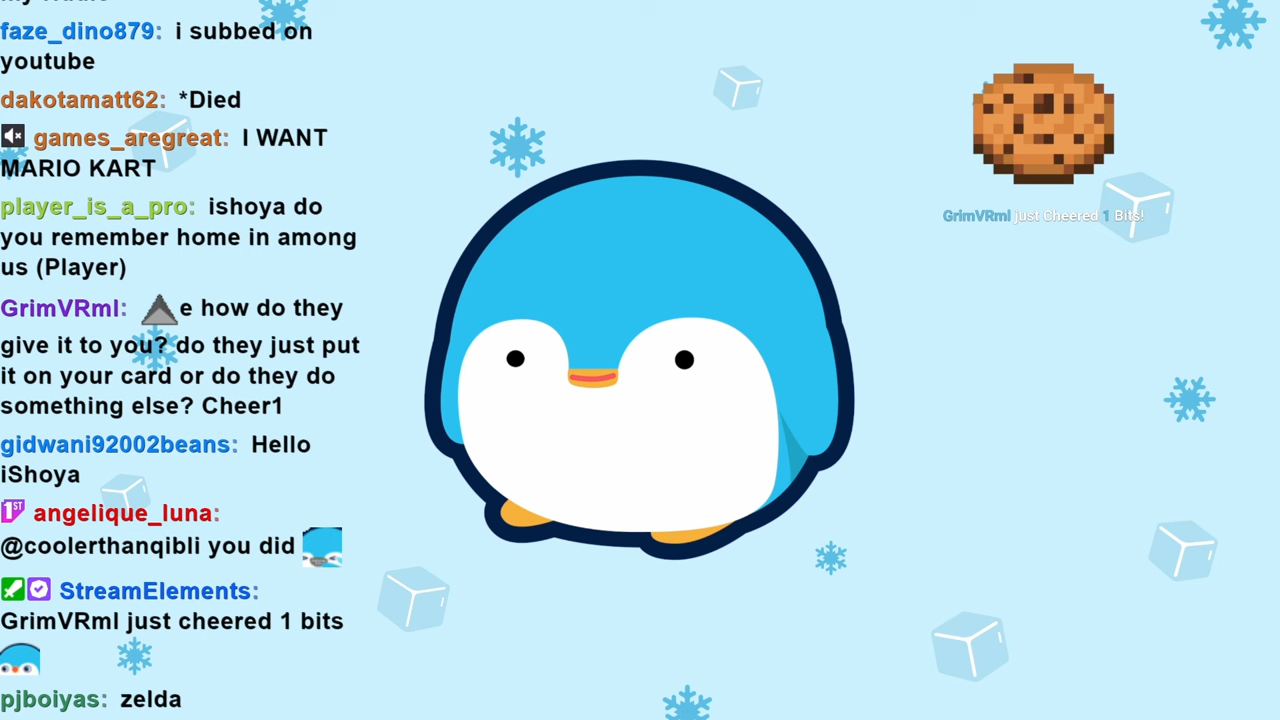 faze_dino879: i subbed on
youtube
dakotamatt62: *Died
games_aregreat: I WANT
MARIO KART
player_is_a_pro: ishoya do
you remember home in among
us (Player)
GrimVRml: e how do they
give it to you? do they just put
it on your card or do they do
something else? Cheer1
gidwani92002beans: Hello
iShoya
1ST angelique_luna:
@coolerthanqibli you did
StreamElements:
GrimVRml just cheered 1 bits
pjboiyas: zelda
GrimVRml just Cheered 1 Bits!